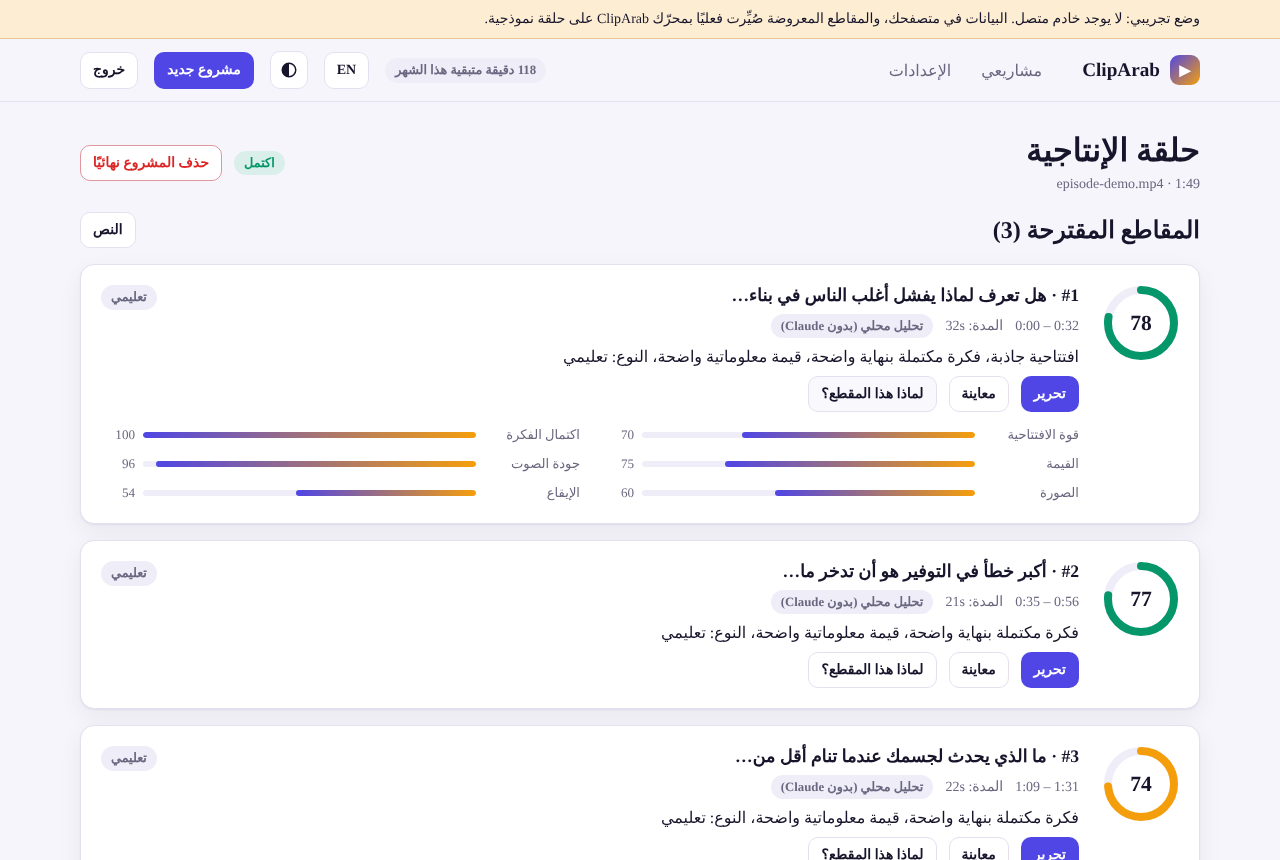 وضع تجريبي: لا يوجد خادم متصل. البيانات في متصفحك، والمقاطع المعروضة صُيِّرت فعليًا بمحرّك ClipArab على حلقة نموذجية.
ClipArab
مشاريعي
الإعدادات
118 دقيقة متبقية هذا الشهر
EN
مشروع جديد
خروج
حلقة الإنتاجية
episode-demo.mp4 · 1:49
اكتمل
حذف المشروع نهائيًا
المقاطع المقترحة (3)
النص
78
#1 · هل تعرف لماذا يفشل أغلب الناس في بناء…
تعليمي
0:00 – 0:32 المدة: 32s تحليل محلي (بدون Claude)
افتتاحية جاذبة، فكرة مكتملة بنهاية واضحة، قيمة معلوماتية واضحة، النوع: تعليمي
تحرير معاينة لماذا هذا المقطع؟
قوة الافتتاحية 70 اكتمال الفكرة 100
القيمة 75 جودة الصوت 96
الصورة 60 الإيقاع 54
77
#2 · أكبر خطأ في التوفير هو أن تدخر ما…
تعليمي
0:35 – 0:56 المدة: 21s تحليل محلي (بدون Claude)
فكرة مكتملة بنهاية واضحة، قيمة معلوماتية واضحة، النوع: تعليمي
تحرير معاينة لماذا هذا المقطع؟
74
#3 · ما الذي يحدث لجسمك عندما تنام أقل من…
تعليمي
1:09 – 1:31 المدة: 22s تحليل محلي (بدون Claude)
فكرة مكتملة بنهاية واضحة، قيمة معلوماتية واضحة، النوع: تعليمي
تحرير معاينة لماذا هذا المقطع؟